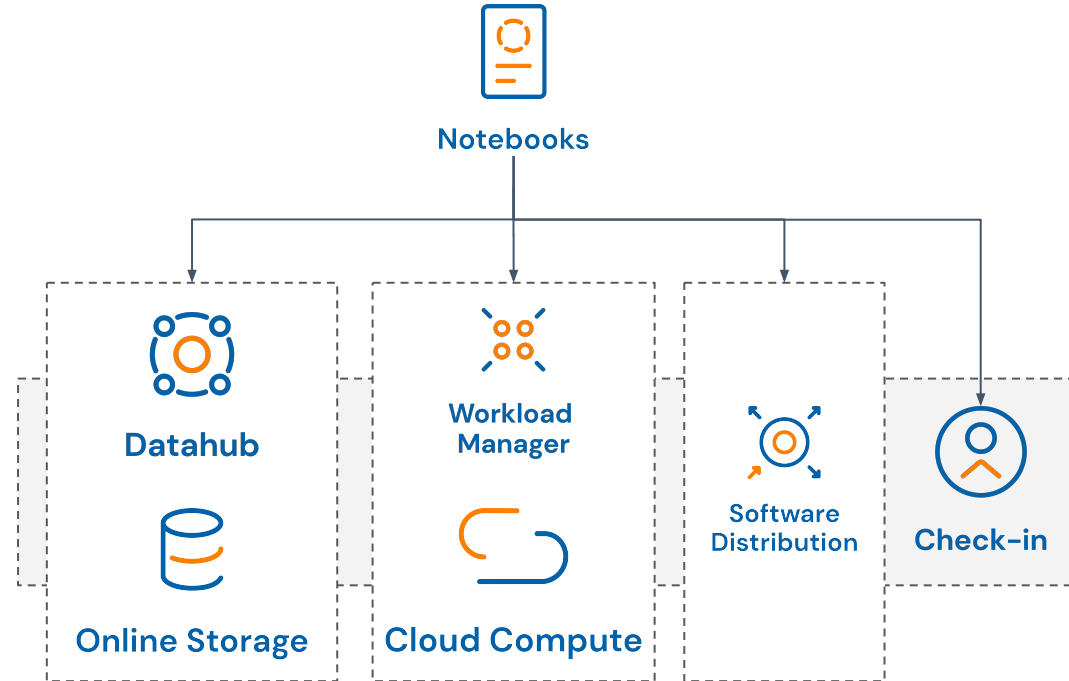 Notebooks
Datahub
Workload
Manager
Software
Distribution
Check-in
Online Storage
Cloud Compute